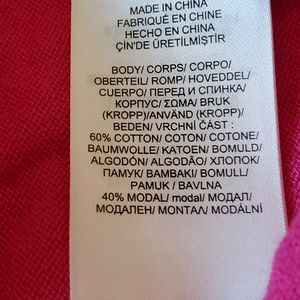 MADE IN CHINA
FABRIQUÉ EN CHINE
HECHO EN CHINA
ÇİN'DE ÜRETİLMİŞTİR
BODY/ CORPS/ CORPO/
OBERTEIL/ ROMP/ HOVEDDEL/
CUERPO/ ПЕРЕД И СПИНКА/
КОРПУС/ ΣΩΜΑ/ BRUK
(KROPP)/ANVÄND (KROPP)/
BEDEN/ VRCHNÍ ČÁST :
60% COTTON/ COTON/ COTONE/
BAUMWOLLE/ KATOEN/ BOMULD/
ALGODÓN/ ALGODÃO/ ХЛОПОК/
ПАМУК/ BAMBAKI/ BOMULL/
PAMUK / BAVLNA
40% MODAL/ modal/ МОДАЛ/
МОДАЛЕН/ ΜΟΝΤΑΛ/ MODÁLNÍ